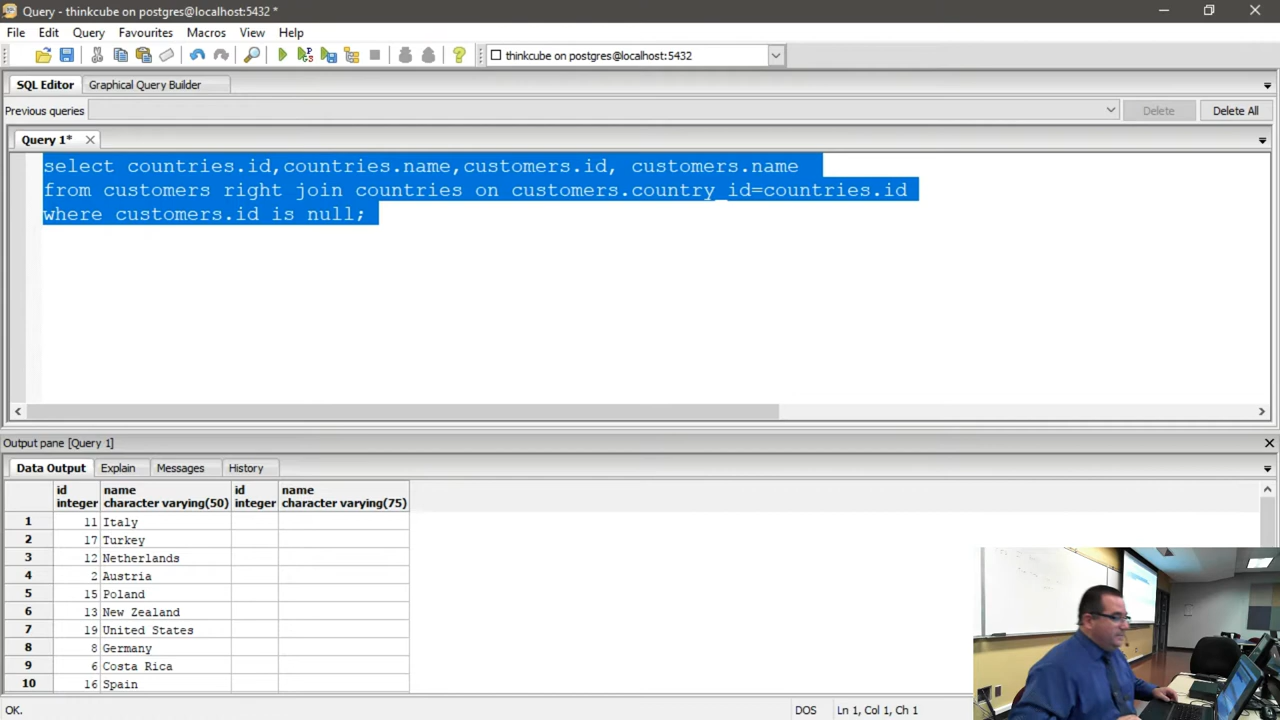 Query - thinkcube on postgres@localhost:5432 *
File Edit Query Favourites Macros View Help
thinkcube on postgres@localhost:5432
SQL Editor Graphical Query Builder
Previous queries Delete Delete All
Query 1*
select countries.id,countries.name,customers.id, customers.name
from customers right join countries on customers.country_id=countries.id
where customers.id is null;
Output pane [Query 1]
Data Output Explain Messages History
id name id name
integer character varying(50) integer character varying(75)
1 11 Italy
2 17 Turkey
3 12 Netherlands
4 2 Austria
5 15 Poland
6 13 New Zealand
7 19 United States
8 8 Germany
9 6 Costa Rica
10 16 Spain
OK. DOS Ln 1, Col 1, Ch 1